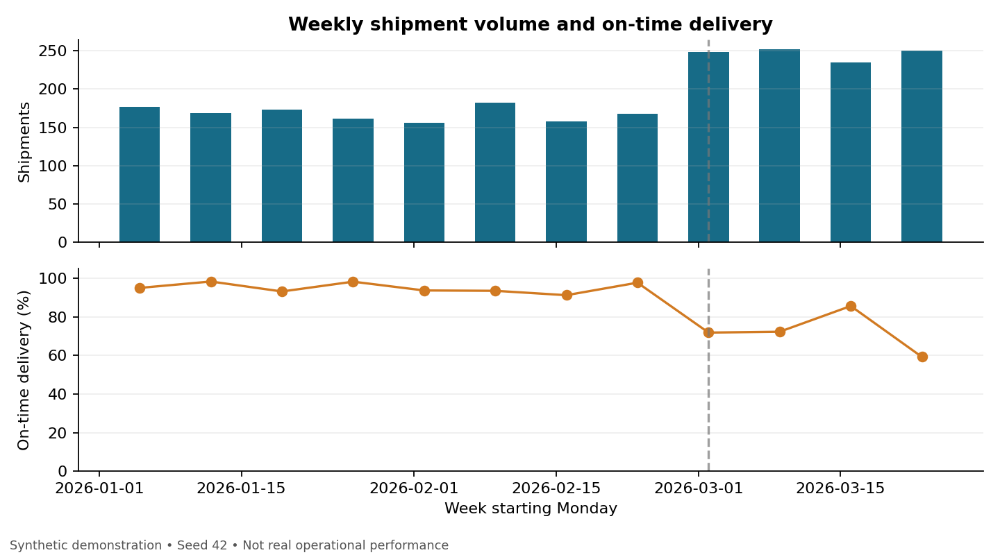 Weekly shipment volume and on-time delivery
250
200
150
100
50
0
Shipments
100
80
60
40
20
0
On-time delivery (%)
2026-01-01 2026-01-15 2026-02-01 2026-02-15 2026-03-01 2026-03-15
Week starting Monday
Synthetic demonstration • Seed 42 • Not real operational performance